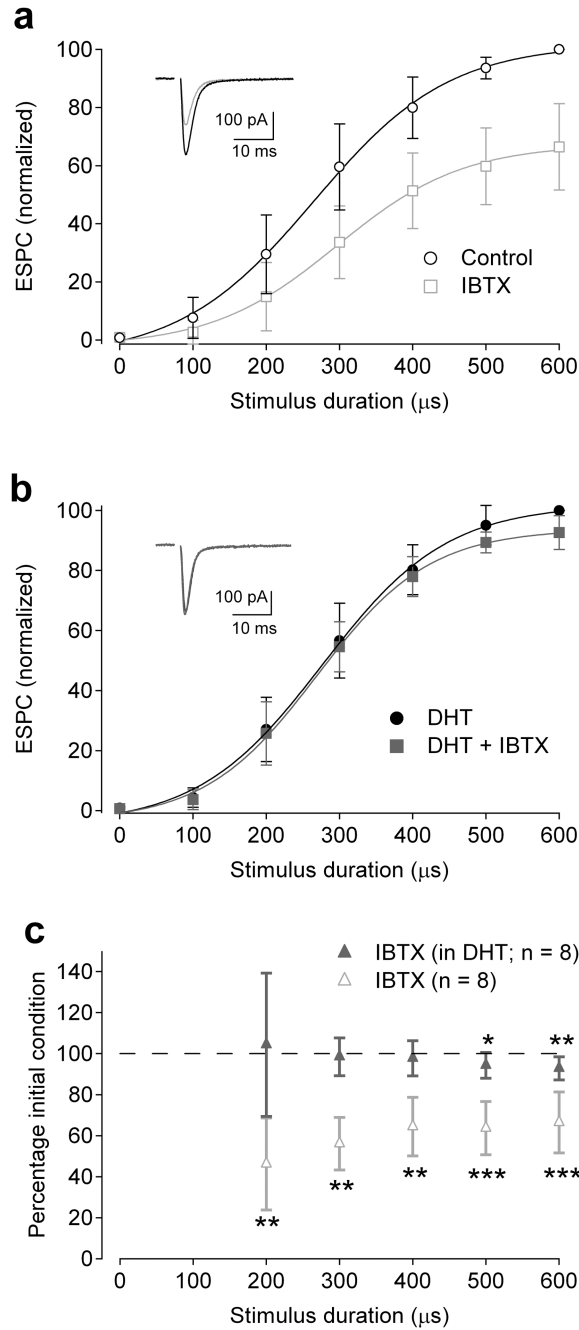 a
100
80
60
40
20
0
ESPC (normalized)
100 pA
10 ms
Control
IBTX
0 100 200 300 400 500 600
Stimulus duration (μs)
b
100
80
60
40
20
0
ESPC (normalized)
100 pA
10 ms
DHT
DHT + IBTX
0 100 200 300 400 500 600
Stimulus duration (μs)
c
IBTX (in DHT; n = 8)
IBTX (n = 8)
140
120
100
80
60
40
20
0
Percentage initial condition
* **
** ** ** *** ***
0 100 200 300 400 500 600
Stimulus duration (μs)